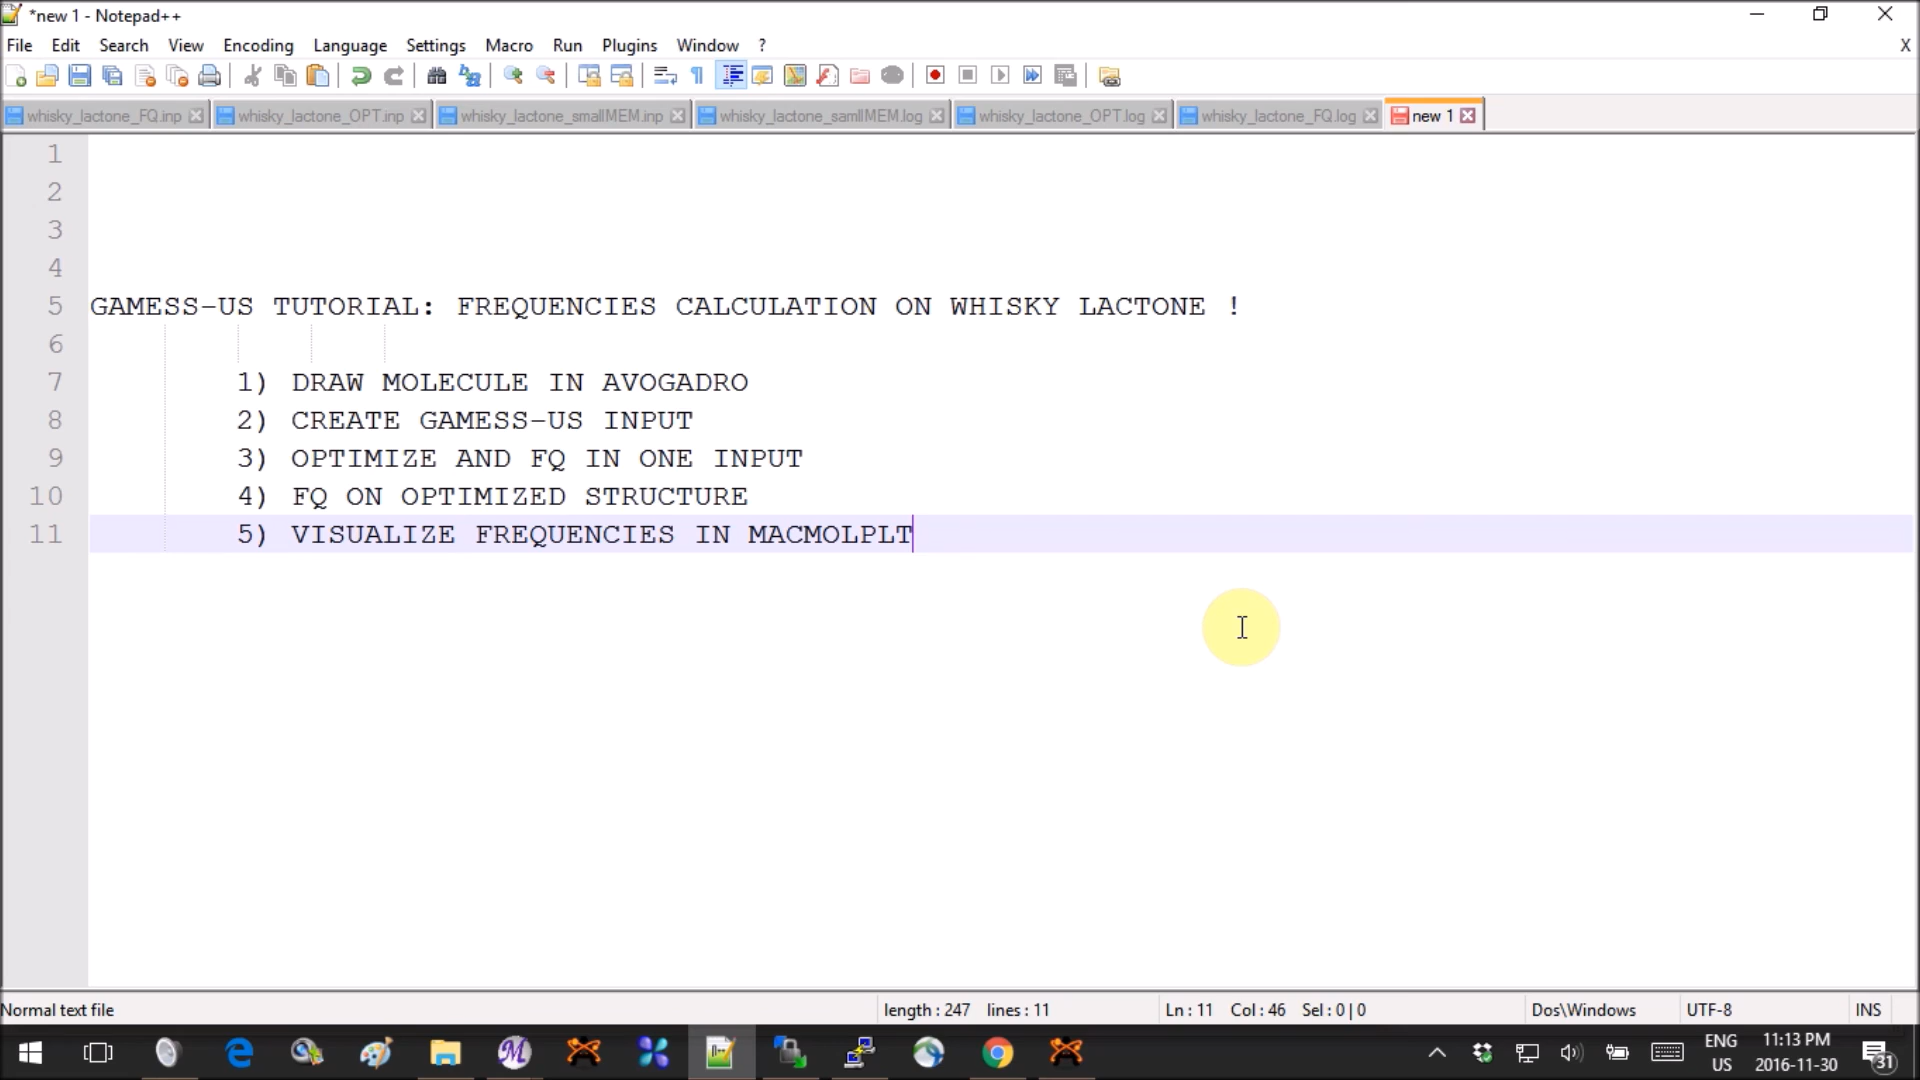 *new 1 - Notepad++
File Edit Search View Encoding Language Settings Macro Run Plugins Window ? X
whisky_lactone_FQ.inp whisky_lactone_OPT.inp whisky_lactone_smallMEM.inp whisky_lactone_samllMEM.log whisky_lactone_OPT.log whisky_lactone_FQ.log new 1
1
2
3
4
5 GAMESS-US TUTORIAL: FREQUENCIES CALCULATION ON WHISKY LACTONE !
6
7 1) DRAW MOLECULE IN AVOGADRO
8 2) CREATE GAMESS-US INPUT
9 3) OPTIMIZE AND FQ IN ONE INPUT
10 4) FQ ON OPTIMIZED STRUCTURE
11 5) VISUALIZE FREQUENCIES IN MACMOLPLT
Normal text file length : 247 lines : 11 Ln : 11 Col : 46 Sel : 0 | 0 Dos\Windows UTF-8 INS
ENG 11:13 PM
US 2016-11-30 31